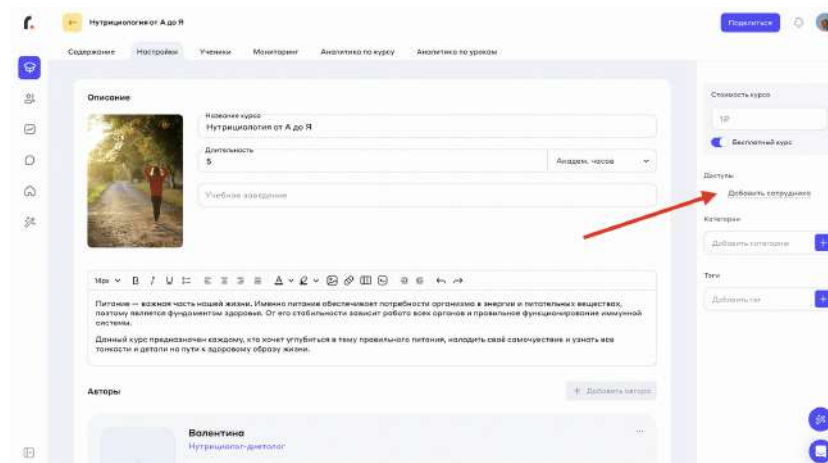 Нутрициология от А до Я
Поделиться
Содержание Настройки Ученики Мониторинг Аналитика по курсу Аналитика по урокам
Описание
Название курса
Нутрициология от А до Я
Длительность
5
Академ. часов
Учебное заведение
14px
Питание — важная часть нашей жизни. Именно питание обеспечивает потребности организма в энергии и питательных веществах,
поэтому является фундаментом здоровья. От его стабильности зависит работа всех органов и правильное функционирование иммунной
системы.
Данный курс предназначен каждому, кто хочет углубиться в тему правильного питания, наладить своё самочувствие и узнать все
тонкости и детали на пути к здоровому образу жизни.
Авторы
+ Добавить автора
Валентина
Нутрициолог-диетолог
Стоимость курса
1₽
Бесплатный курс
Доступы
Добавить сотрудника
Категории
Добавить категорию
Теги
Добавить тег